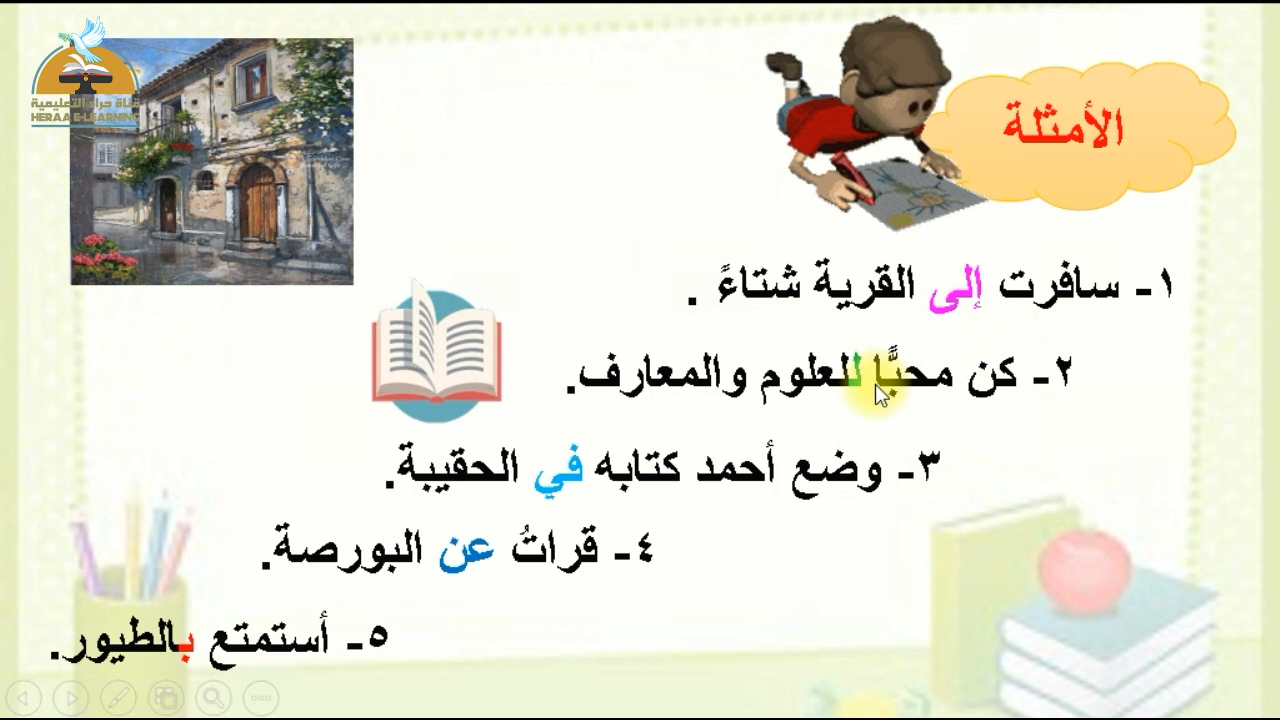 قناة حراء التعليمية
HERAA E-LEARNING
الأمثلة
١- سافرت إلى القرية شتاءً .
٢- كن محبًّا للعلوم والمعارف.
٣- وضع أحمد كتابه في الحقيبة.
٤- قراتُ عن البورصة.
٥- أستمتع بالطيور.